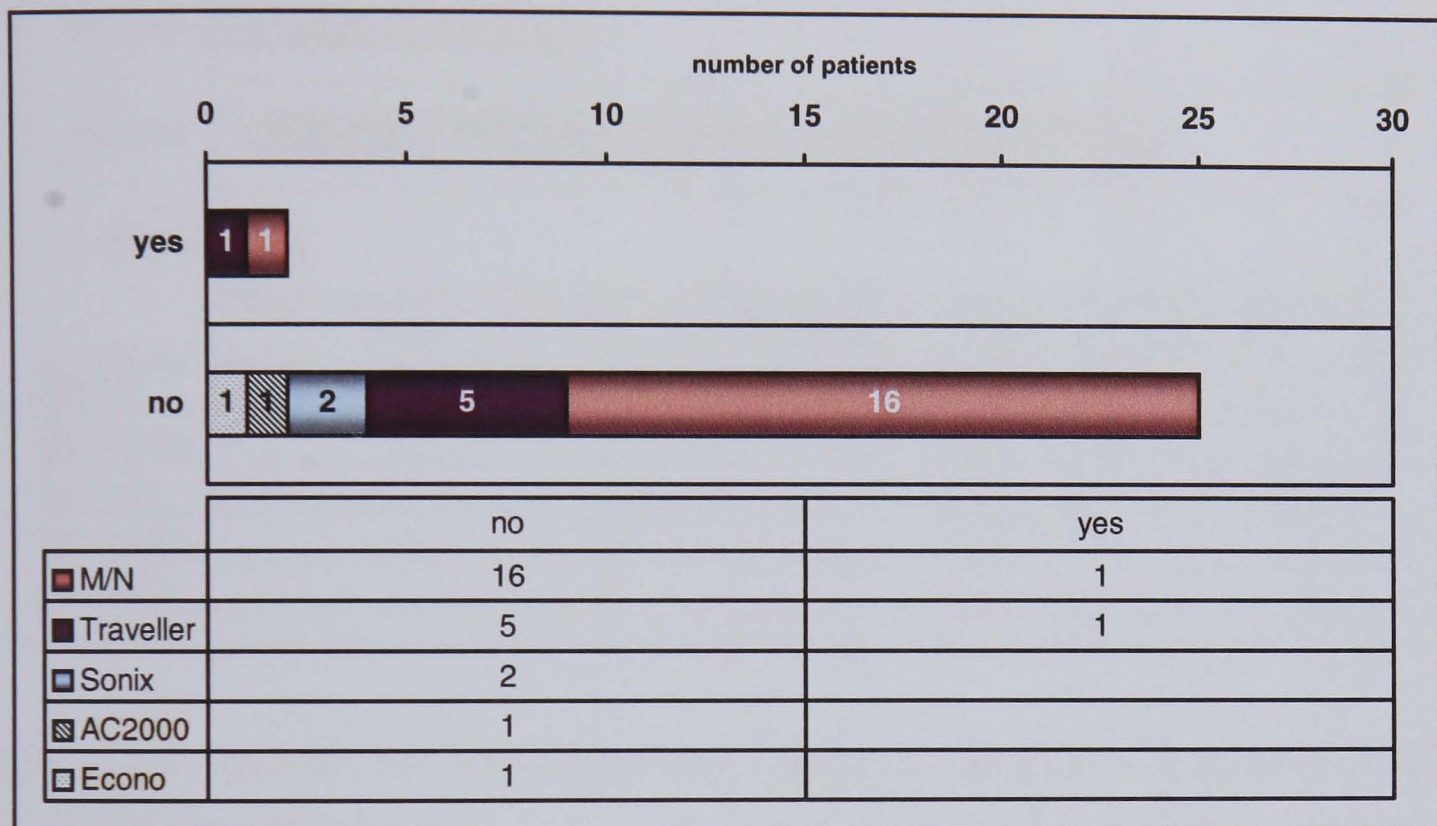 number of patients
0 5 10 15 20 25 30
yes 1 1
no 1 1 2 5 16
no yes
M/N 16 1
Traveller 5 1
Sonix 2
AC2000 1
Econo 1